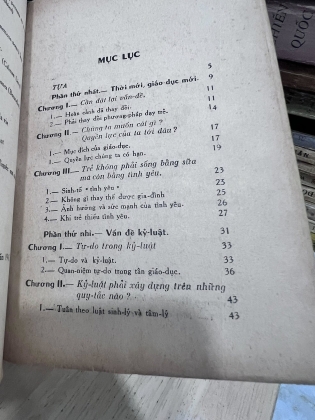 MỤC LỤC
TỰA 5
Phần thứ nhất.— Thời mới, giáo-dục mới. 9
Chương I.— Cần đặt lại vấn-đề. 11
1.— Hoàn cảnh đã thay đổi. 11
2.— Phải thay đổi phương-pháp dạy trẻ. 14
Chương II.— Chúng ta muốn cái gì ?
Quyền lực của ta tới đâu ? 17
1.— Mục đích của giáo-dục. 17
1.— Quyền lực chúng ta có hạn. 19
Chương III.— Trẻ không phải sống bằng sữa
mà còn bằng tình yêu. 23
1.— Sinh-tố « tình yêu » 23
2.— Không gì thay thế được gia-đình 25
3.— Ảnh hưởng và sức mạnh của tình yêu. 26
4.— Khi trẻ thiếu tình yêu. 27
Phần thứ nhì.— Vấn đề kỷ-luật. 31
Chương I.— Tự-do trong kỷ-luật 33
1.— Tự-do và kỷ-luật. 33
2.— Quan-niệm tự-do trong tân giáo-dục. 36
Chương II.— Kỷ-luật phải xây dựng trên những
quy-tắc nào ? 43
1.— Tuân theo luật sinh-lý và tâm-lý 43
QUỐC